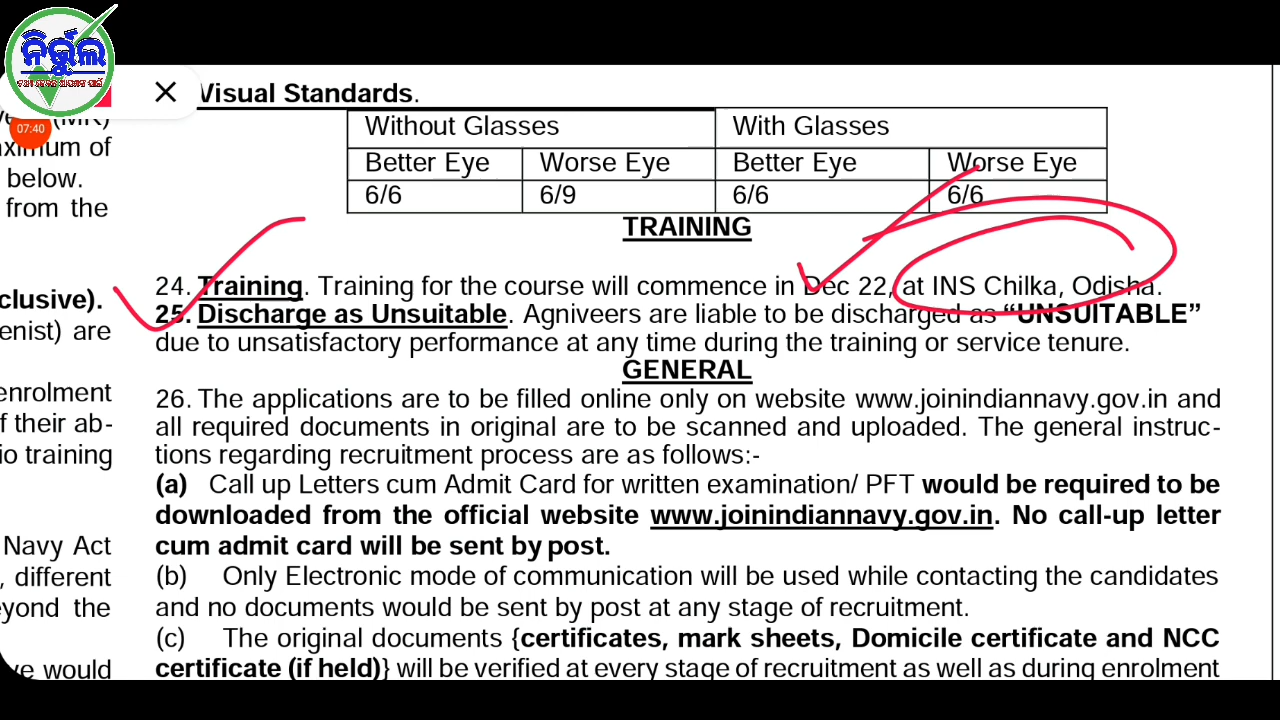 ନିର୍ଭୁଲ
07:40
Visual Standards.
Without Glasses With Glasses
Better Eye Worse Eye Better Eye Worse Eye
6/6 6/9 6/6 6/6
TRAINING
24. Training. Training for the course will commence in Dec 22, at INS Chilka, Odisha.
25. Discharge as Unsuitable. Agniveers are liable to be discharged as “UNSUITABLE”
due to unsatisfactory performance at any time during the training or service tenure.
GENERAL
26. The applications are to be filled online only on website www.joinindiannavy.gov.in and
all required documents in original are to be scanned and uploaded. The general instruc-
tions regarding recruitment process are as follows:-
(a) Call up Letters cum Admit Card for written examination/ PFT would be required to be
downloaded from the official website www.joinindiannavy.gov.in. No call-up letter
cum admit card will be sent by post.
(b) Only Electronic mode of communication will be used while contacting the candidates
and no documents would be sent by post at any stage of recruitment.
(c) The original documents {certificates, mark sheets, Domicile certificate and NCC
certificate (if held)} will be verified at every stage of recruitment as well as during enrolment
(MR)
of
below.
from the
clusive).
are
enrolment
their ab-
training
Navy Act
different
the
would